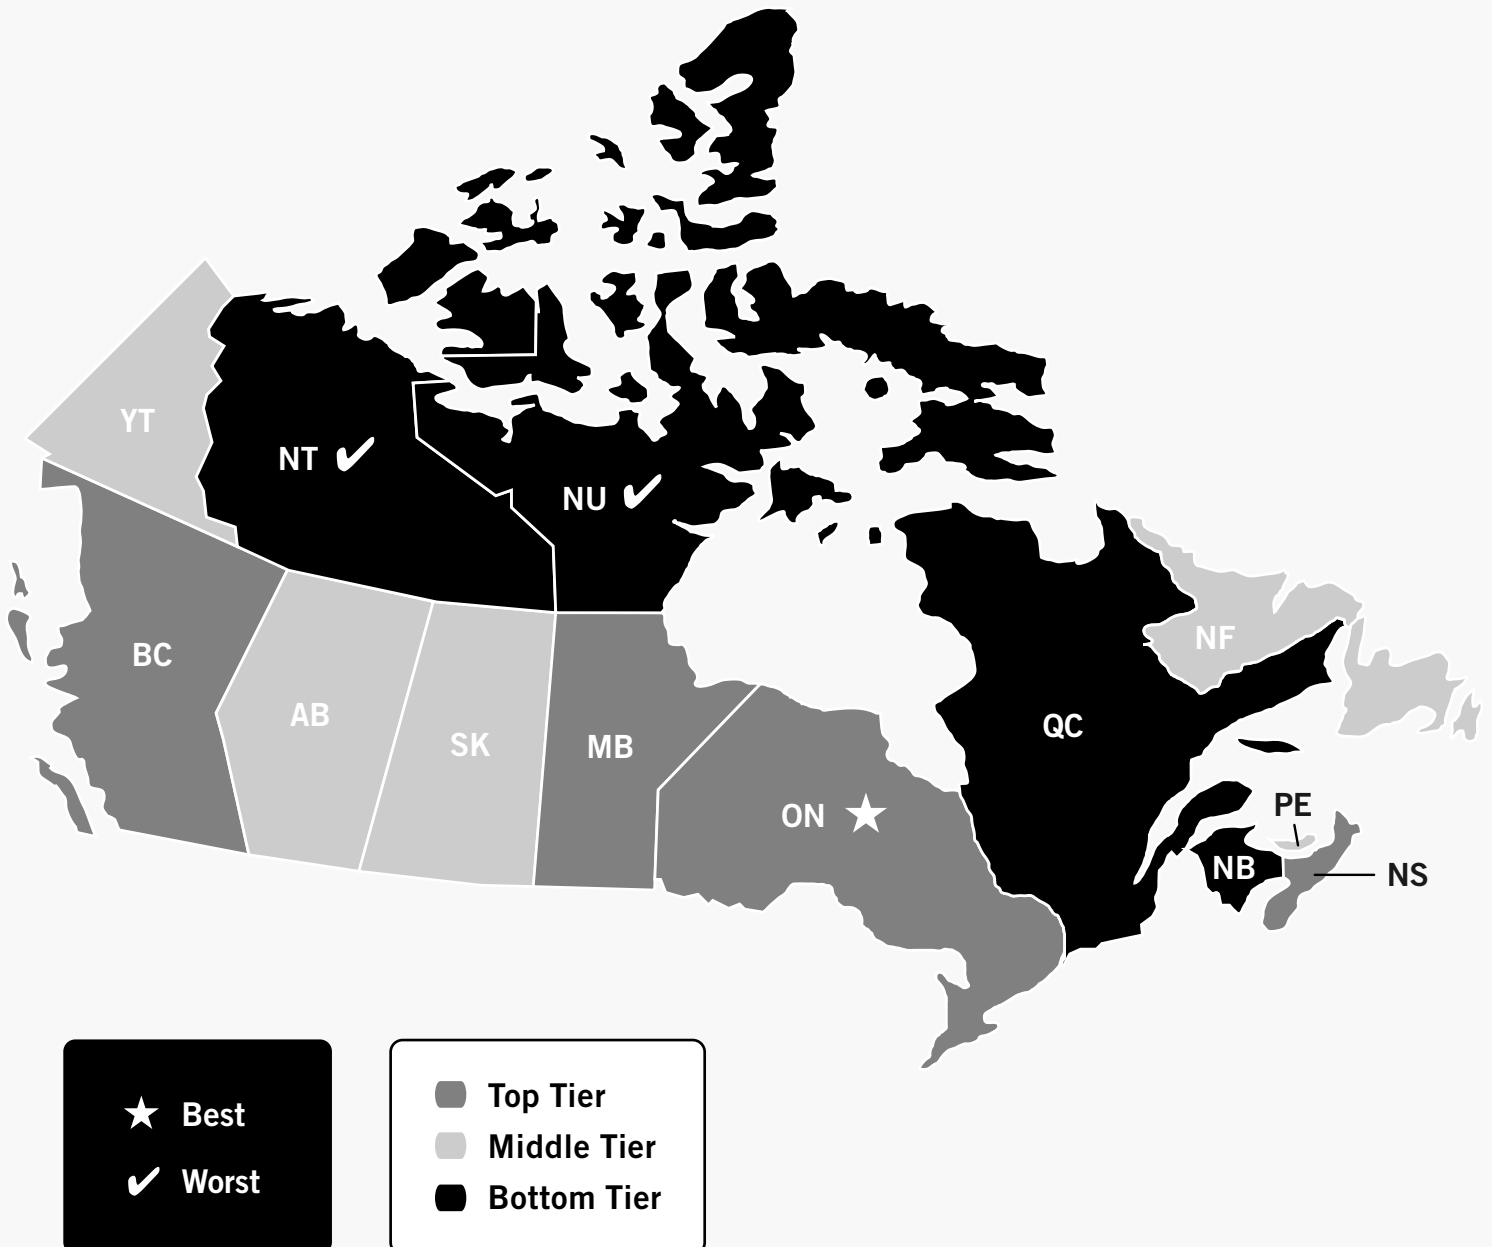 YT
NT
NU
BC
AB
SK
MB
ON
QC
NF
PE
NB
NS
Best
Worst
Top Tier
Middle Tier
Bottom Tier